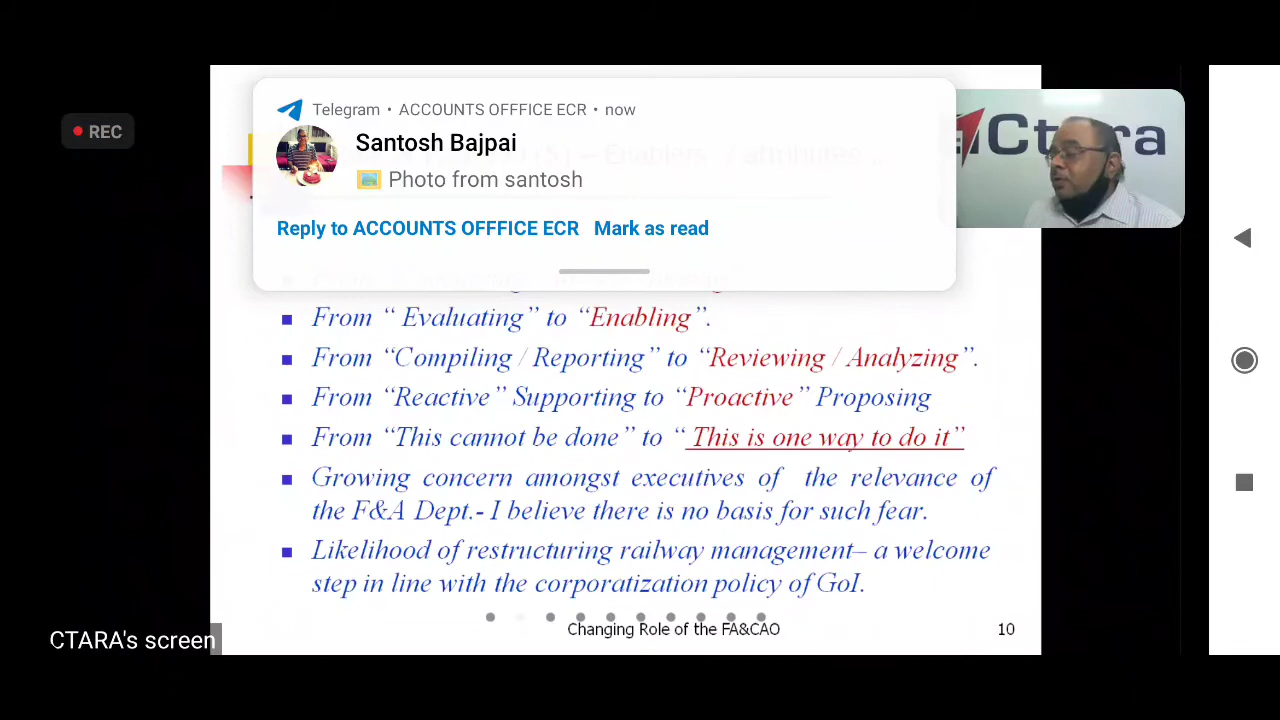 REC
Telegram • ACCOUNTS OFFFICE ECR • now
Santosh Bajpai
Photo from santosh
Reply to ACCOUNTS OFFFICE ECR Mark as read
Ctara
From “ Evaluating” to “Enabling”.
From “Compiling / Reporting” to “Reviewing / Analyzing”.
From “Reactive” Supporting to “Proactive” Proposing
From “This cannot be done” to “ This is one way to do it”
Growing concern amongst executives of the relevance of
the F&A Dept.- I believe there is no basis for such fear.
Likelihood of restructuring railway management– a welcome
step in line with the corporatization policy of GoI.
Changing Role of the FA&CAO 10
CTARA's screen